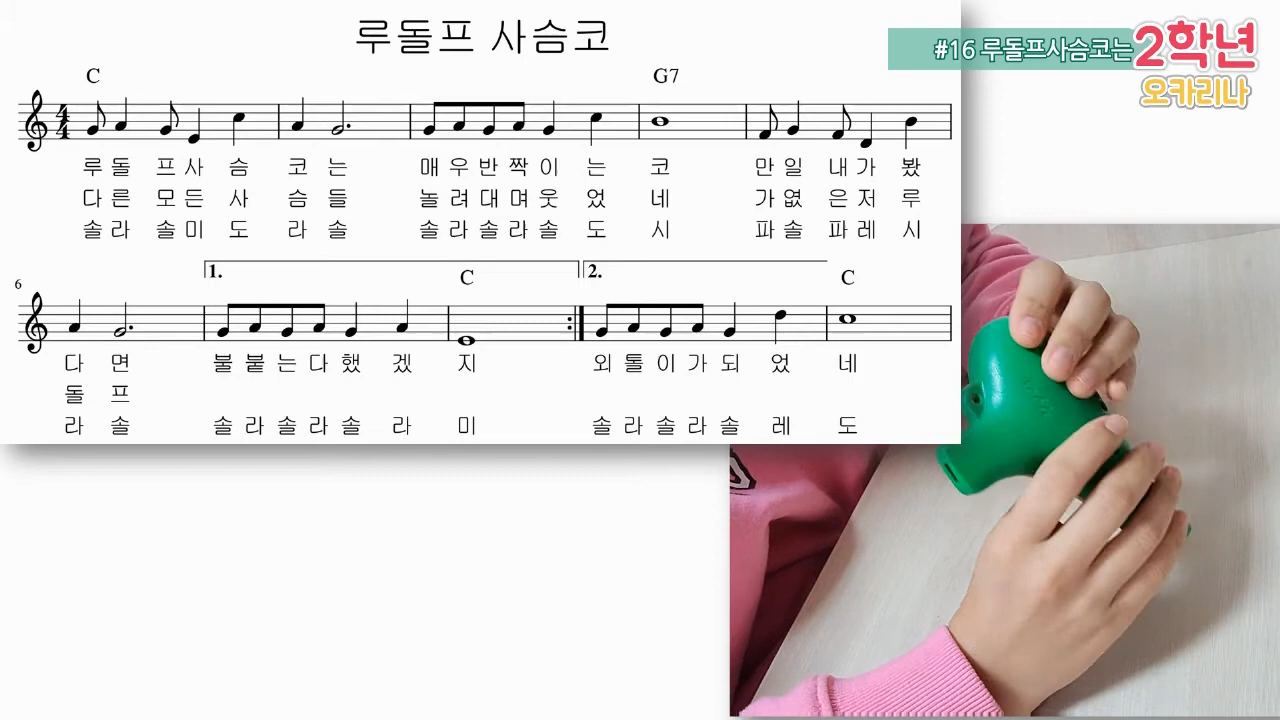 루돌프 사슴코
#16 루돌프사슴코는
2학년
오카리나
C G7
4
4
루 돌 프 사 슴 코 는 매 우 반 짝 이 는 코 만 일 내 가 봤
다 른 모 든 사 슴 들 놀 려 대 며 웃 었 네 가 엾 은 저 루
솔 라 솔 미 도 라 솔 솔 라 솔 라 솔 도 시 파 솔 파 레 시
6 1. C 2. C
다 면 불 붙 는 다 했 겠 지 외 톨 이 가 되 었 네
돌 프
라 솔 솔 라 솔 라 솔 라 미 솔 라 솔 라 솔 레 도